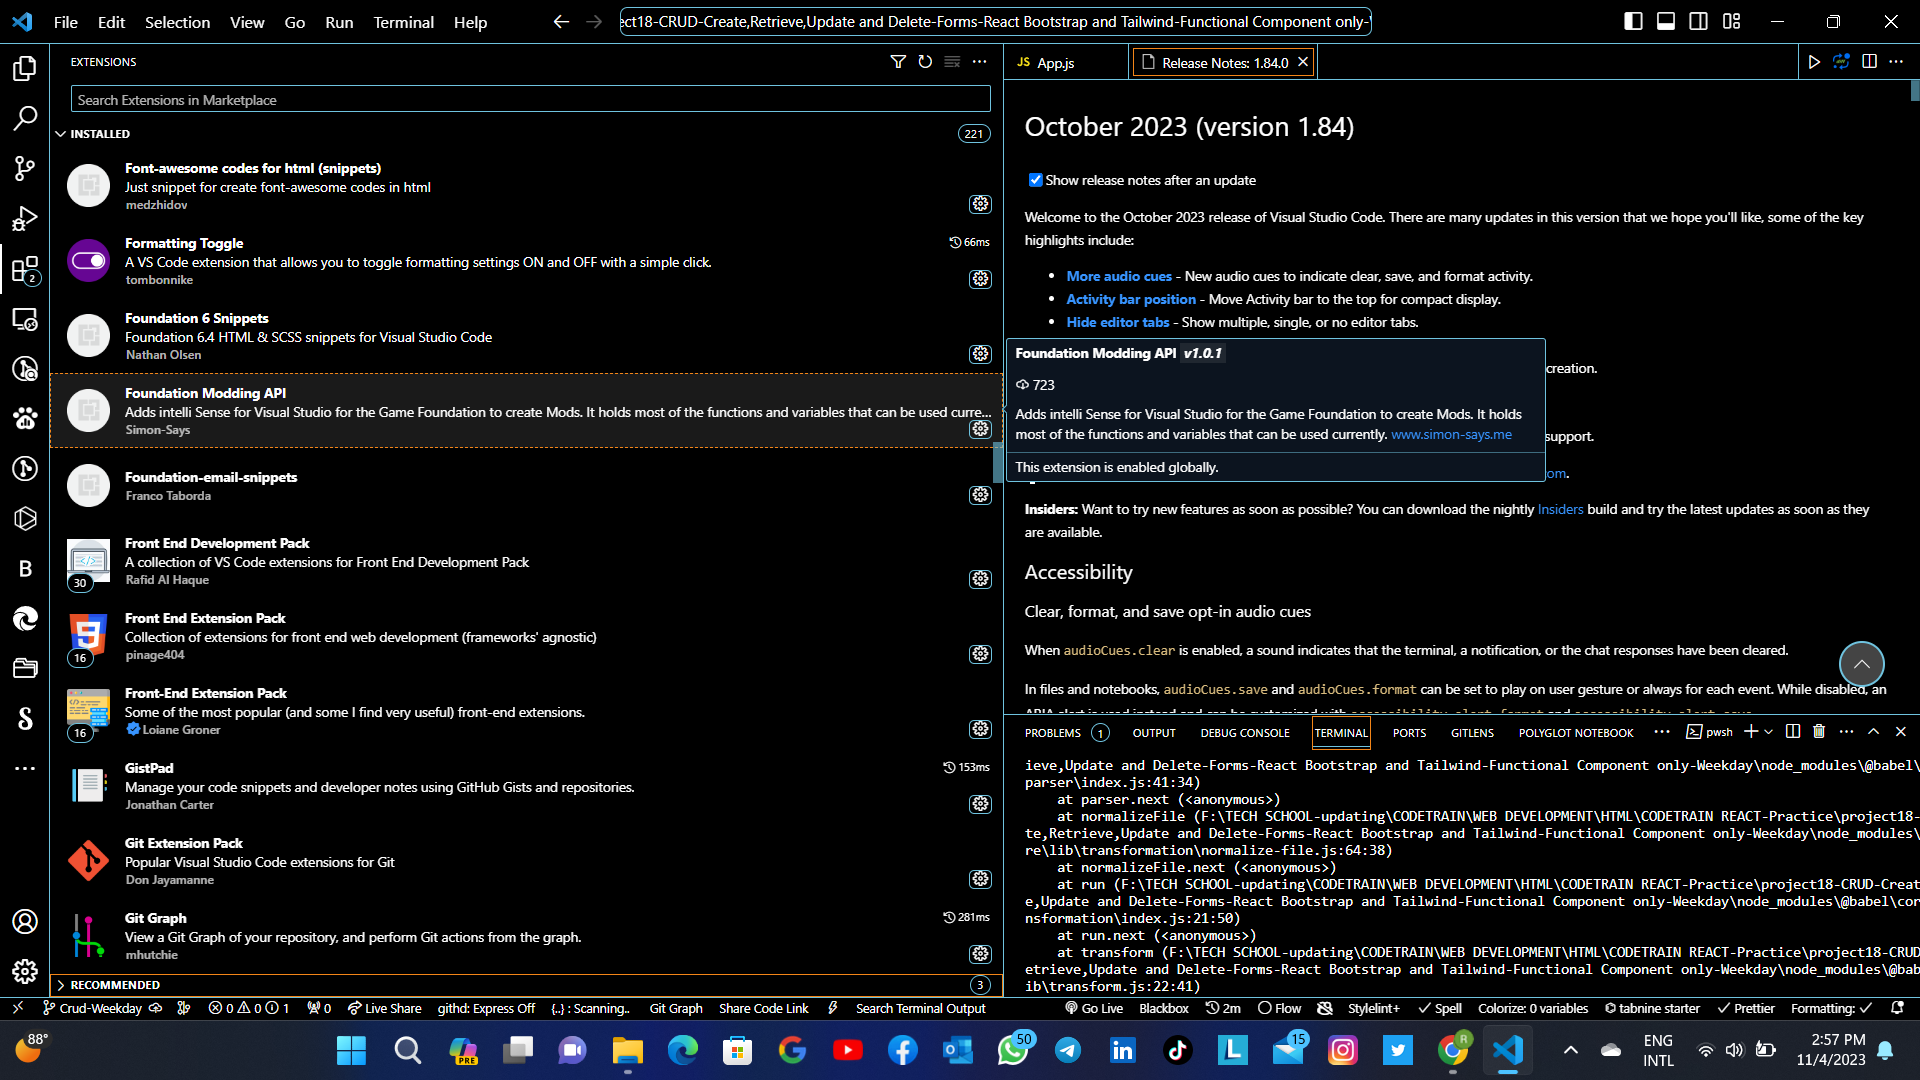 File Edit Selection View Go Run Terminal Help
ect18-CRUD-Create,Retrieve,Update and Delete-Forms-React Bootstrap and Tailwind-Functional Component only-
EXTENSIONS
Search Extensions in Marketplace
INSTALLED
221
Font-awesome codes for html (snippets)
Just snippet for create font-awesome codes in html
medzhidov
Formatting Toggle
66ms
A VS Code extension that allows you to toggle formatting settings ON and OFF with a simple click.
tombonnike
Foundation 6 Snippets
Foundation 6.4 HTML & SCSS snippets for Visual Studio Code
Nathan Olsen
Foundation Modding API
Adds intelli Sense for Visual Studio for the Game Foundation to create Mods. It holds most of the functions and variables that can be used curre...
Simon-Says
Foundation-email-snippets
Franco Taborda
Front End Development Pack
A collection of VS Code extensions for Front End Development Pack
Rafid Al Haque
30
Front End Extension Pack
Collection of extensions for front end web development (frameworks' agnostic)
pinage404
16
Front-End Extension Pack
Some of the most popular (and some I find very useful) front-end extensions.
Loiane Groner
16
GistPad
153ms
Manage your code snippets and developer notes using GitHub Gists and repositories.
Jonathan Carter
Git Extension Pack
Popular Visual Studio Code extensions for Git
Don Jayamanne
Git Graph
281ms
View a Git Graph of your repository, and perform Git actions from the graph.
mhutchie
RECOMMENDED
3
2
B
JS App.js
Release Notes: 1.84.0
October 2023 (version 1.84)
Show release notes after an update
Welcome to the October 2023 release of Visual Studio Code. There are many updates in this version that we hope you'll like, some of the key
highlights include:
• More audio cues - New audio cues to indicate clear, save, and format activity.
• Activity bar position - Move Activity bar to the top for compact display.
• Hide editor tabs - Show multiple, single, or no editor tabs.
Foundation Modding API v1.0.1
creation.
723
Adds intelli Sense for Visual Studio for the Game Foundation to create Mods. It holds
most of the functions and variables that can be used currently. www.simon-says.me
support.
This extension is enabled globally.
om.
Insiders: Want to try new features as soon as possible? You can download the nightly Insiders build and try the latest updates as soon as they
are available.
Accessibility
Clear, format, and save opt-in audio cues
When audioCues.clear is enabled, a sound indicates that the terminal, a notification, or the chat responses have been cleared.
In files and notebooks, audioCues.save and audioCues.format can be set to play on user gesture or always for each event. While disabled, an
ARIA alert is used instead and can be customized with accessibility.alert.format and accessibility.alert.save.
PROBLEMS 1 OUTPUT DEBUG CONSOLE TERMINAL PORTS GITLENS POLYGLOT NOTEBOOK ... pwsh
ieve,Update and Delete-Forms-React Bootstrap and Tailwind-Functional Component only-Weekday\node_modules\@babel\
parser\index.js:41:34)
at parser.next (<anonymous>)
at normalizeFile (F:\TECH SCHOOL-updating\CODETRAIN\WEB DEVELOPMENT\HTML\CODETRAIN REACT-Practice\project18-
te,Retrieve,Update and Delete-Forms-React Bootstrap and Tailwind-Functional Component only-Weekday\node_modules\
re\lib\transformation\normalize-file.js:64:38)
at normalizeFile.next (<anonymous>)
at run (F:\TECH SCHOOL-updating\CODETRAIN\WEB DEVELOPMENT\HTML\CODETRAIN REACT-Practice\project18-CRUD-Creat
e,Update and Delete-Forms-React Bootstrap and Tailwind-Functional Component only-Weekday\node_modules\@babel\cor
nsformation\index.js:21:50)
at run.next (<anonymous>)
at transform (F:\TECH SCHOOL-updating\CODETRAIN\WEB DEVELOPMENT\HTML\CODETRAIN REACT-Practice\project18-CRUD
etrieve,Update and Delete-Forms-React Bootstrap and Tailwind-Functional Component only-Weekday\node_modules\@bab
ib\transform.js:22:41)
Crud-Weekday 0 0 1 0 Live Share githd: Express Off {..} : Scanning.. Git Graph Share Code Link Search Terminal Output Go Live Blackbox 2m Flow Stylelint+ Spell Colorize: 0 variables tabnine starter Prettier Formatting:
88°
PRE
50
15
R
ENG
INTL
2:57 PM
11/4/2023